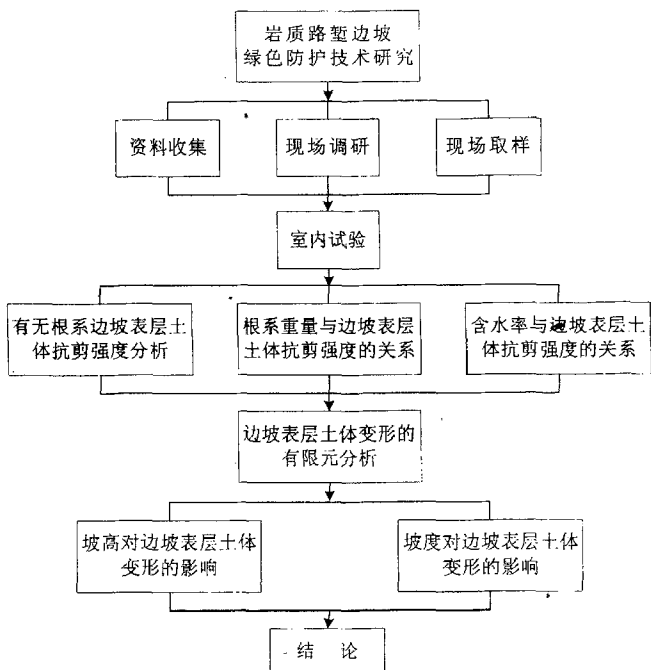 岩质路堑边坡
绿色防护技术研究
资料收集
现场调研
现场取样
室内试验
有无根系边坡表层土
体抗剪强度分析
根系重量与边坡表层
土体抗剪强度的关系
含水率与边坡表层土
体抗剪强度的关系
边坡表层土体变形的
有限元分析
坡高对边坡表层土体
变形的影响
坡度对边坡表层土体
变形的影响
结 论